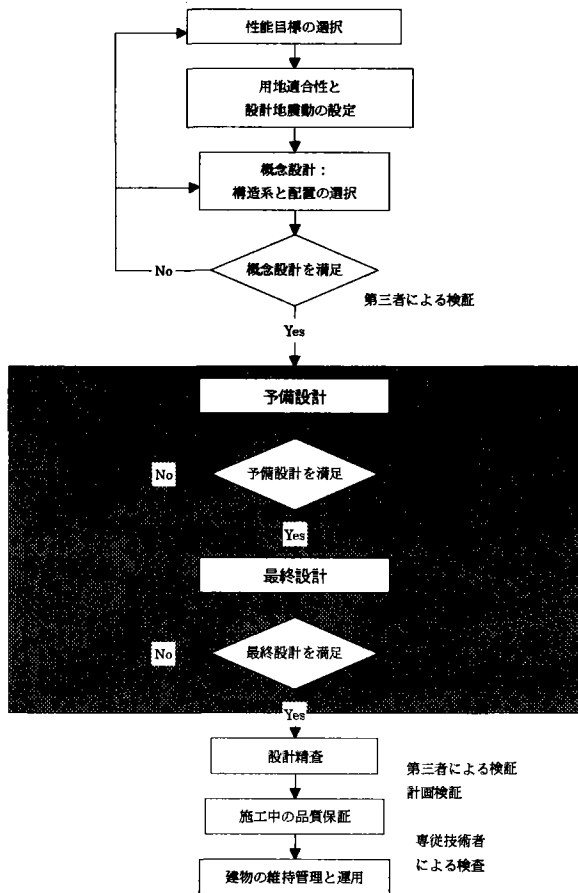 性能目標の選択
用地適合性と
設計地震動の設定
概念設計：
構造系と配置の選択
No
概念設計を満足
第三者による検証
Yes
予備設計
No
予備設計を満足
Yes
最終設計
No
最終設計を満足
Yes
設計精査
第三者による検証
計画検証
施工中の品質保証
専従技術者
による検査
建物の維持管理と運用